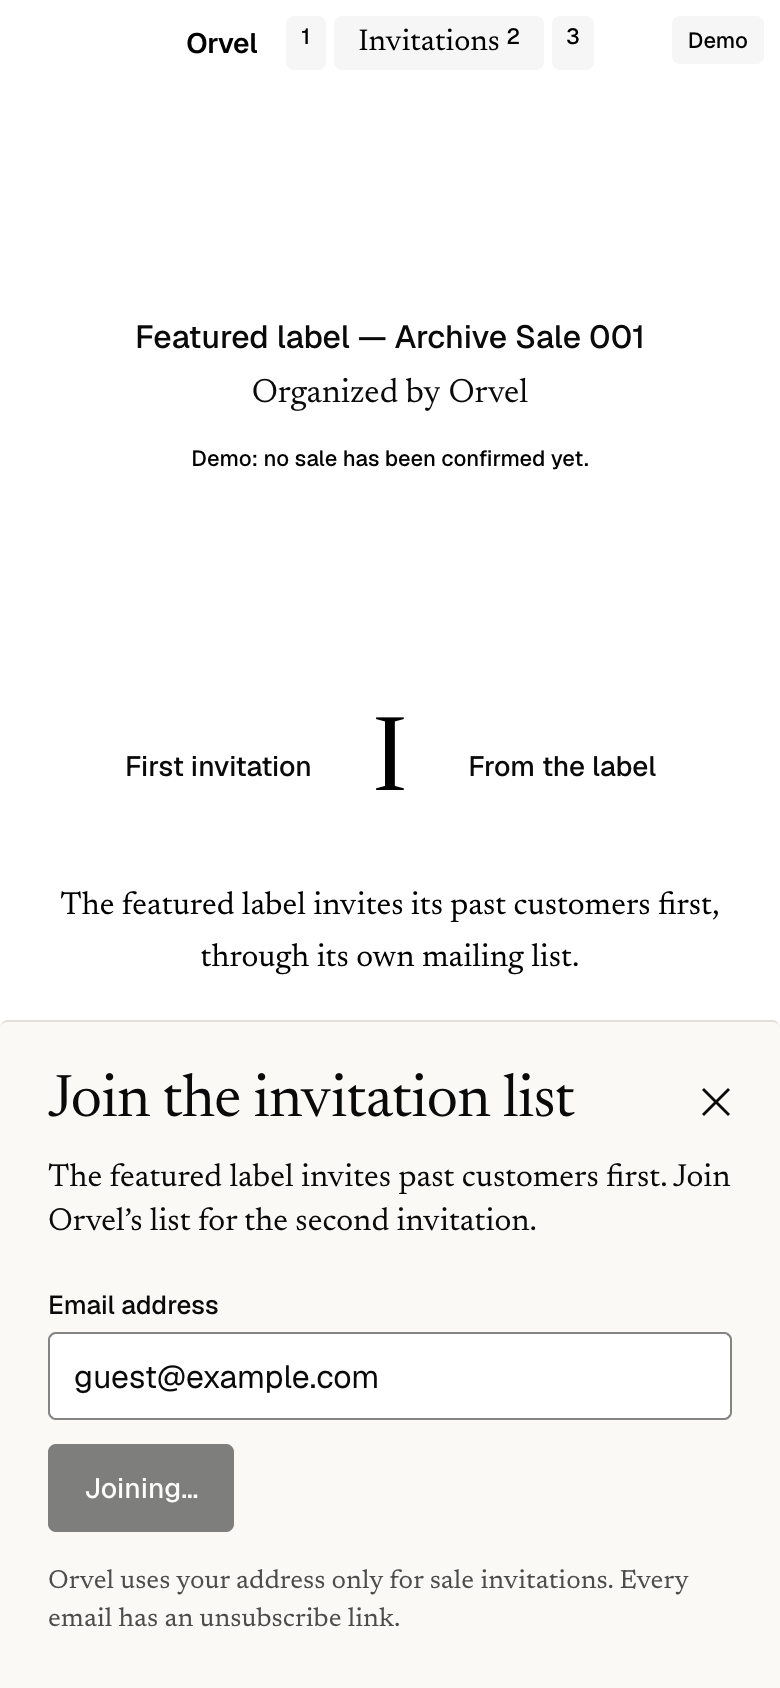 Orvel 1 Invitations 2 3 Demo
Featured label — Archive Sale 001
Organized by Orvel
Demo: no sale has been confirmed yet.
First invitation I From the label
The featured label invites its past customers first,
through its own mailing list.
Join the invitation list
The featured label invites past customers first. Join
Orvel’s list for the second invitation.
Email address
guest@example.com
Joining…
Orvel uses your address only for sale invitations. Every
email has an unsubscribe link.